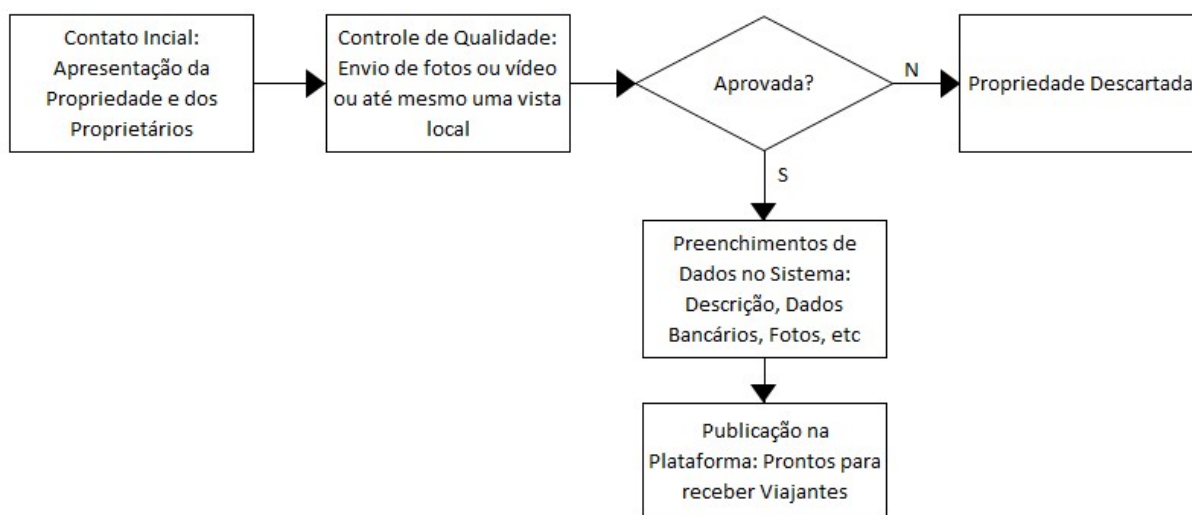 Contato Incial:
Apresentação da
Propriedade e dos
Proprietários
Controle de Qualidade:
Envio de fotos ou vídeo
ou até mesmo uma vista
local
Aprovada?
N
Propriedade Descartada
S
Preenchimentos de
Dados no Sistema:
Descrição, Dados
Bancários, Fotos, etc
Publicação na
Plataforma: Prontos para
receber Viajantes